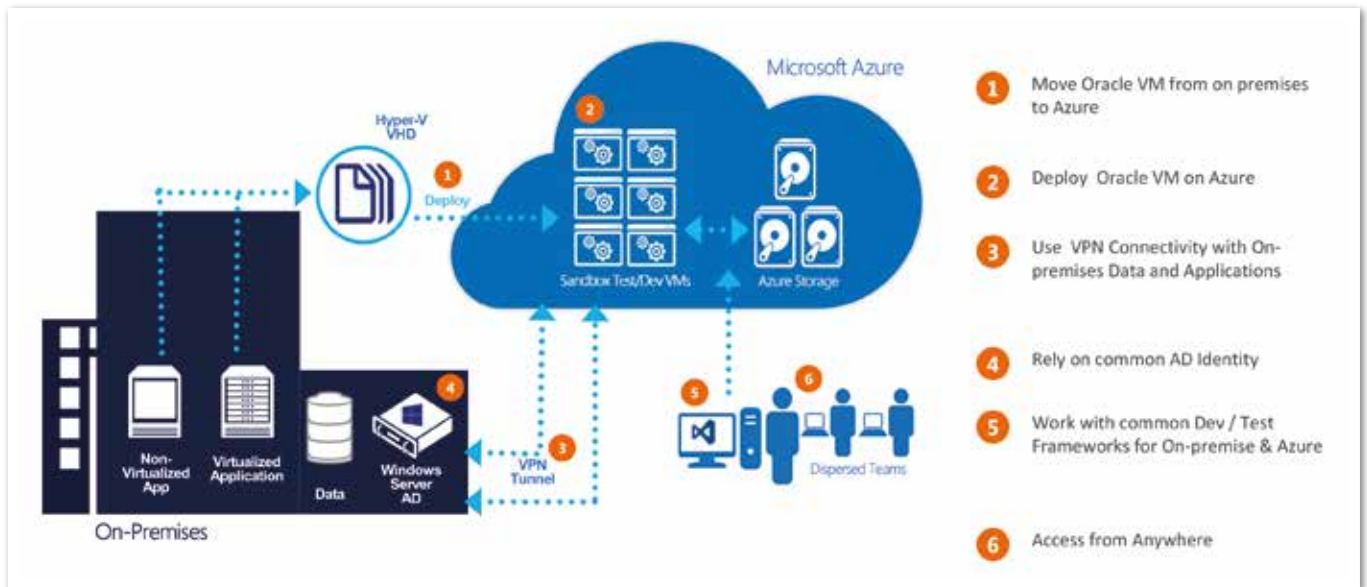 Microsoft Azure
Hyper-V
VHD
1
Deploy
2
Sandbox Test/Dev VMs
Azure Storage
Non-
Virtualized
App
Virtualized
Application
Data
4
Windows
Server
AD
On-Premises
3
VPN
Tunnel
5
6
Dispersed Teams
1 Move Oracle VM from on premises
to Azure
2 Deploy Oracle VM on Azure
3 Use VPN Connectivity with On-
premises Data and Applications
4 Rely on common AD Identity
5 Work with common Dev / Test
Frameworks for On-premise & Azure
6 Access from Anywhere